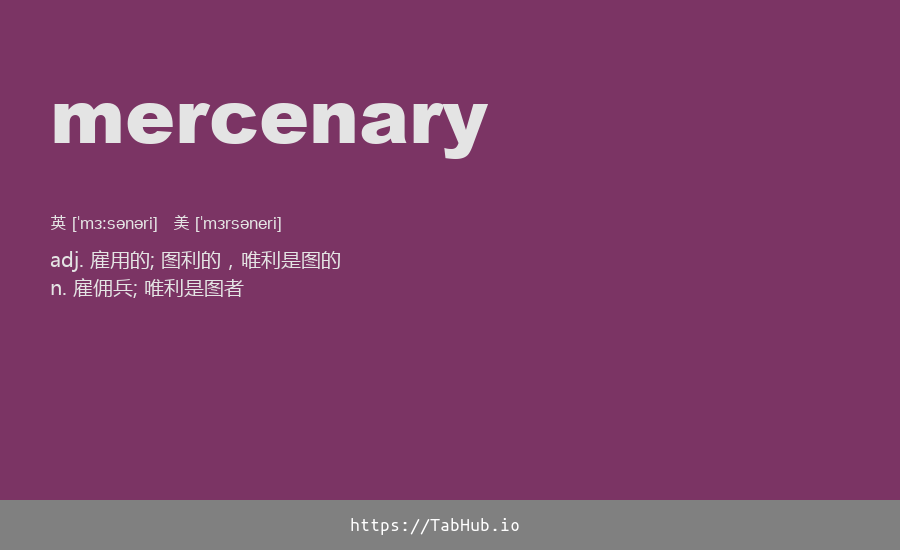 mercenary
英 [ˈmɜːsənəri] 美 [ˈmɜrsəneri]
adj. 雇用的; 图利的，唯利是图的
n. 雇佣兵; 唯利是图者
https://TabHub.io